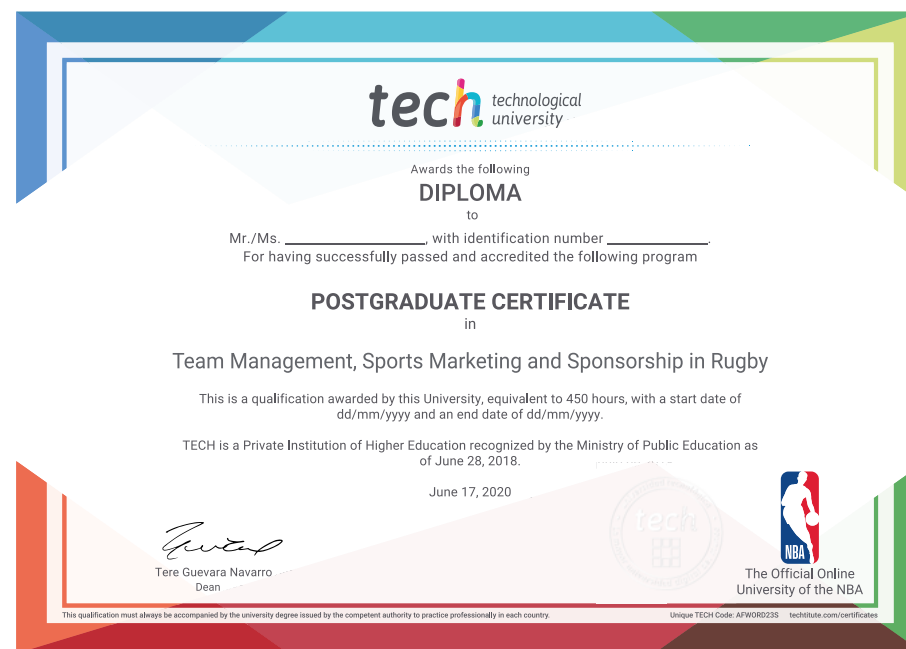 tech technological
university
Awards the following
DIPLOMA
to
Mr./Ms. ____________________, with identification number ______________.
For having successfully passed and accredited the following program
POSTGRADUATE CERTIFICATE
in
Team Management, Sports Marketing and Sponsorship in Rugby
This is a qualification awarded by this University, equivalent to 450 hours, with a start date of
dd/mm/yyyy and an end date of dd/mm/yyyy.
TECH is a Private Institution of Higher Education recognized by the Ministry of Public Education as
of June 28, 2018.
June 17, 2020
tech
Tere Guevara Navarro
Dean
NBA
The Official Online
University of the NBA
This qualification must always be accompanied by the university degree issued by the competent authority to practice professionally in each country.
Unique TECH Code: AFWORD23S techtitute.com/certificates